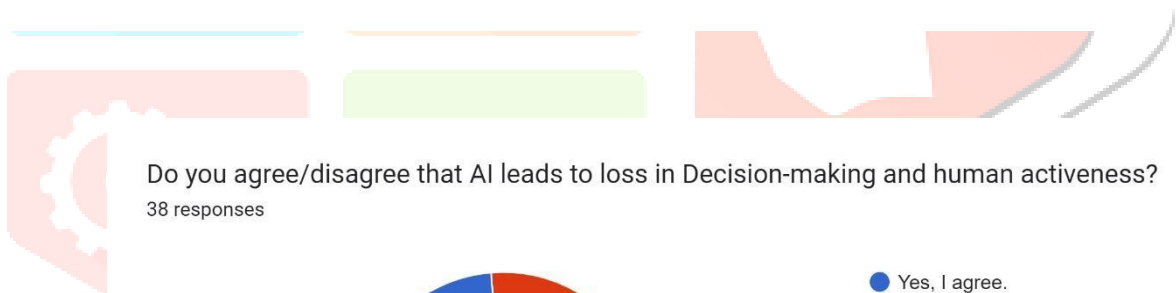 Do you agree/disagree that AI leads to loss in Decision-making and human activeness?
38 responses
Yes, I agree.